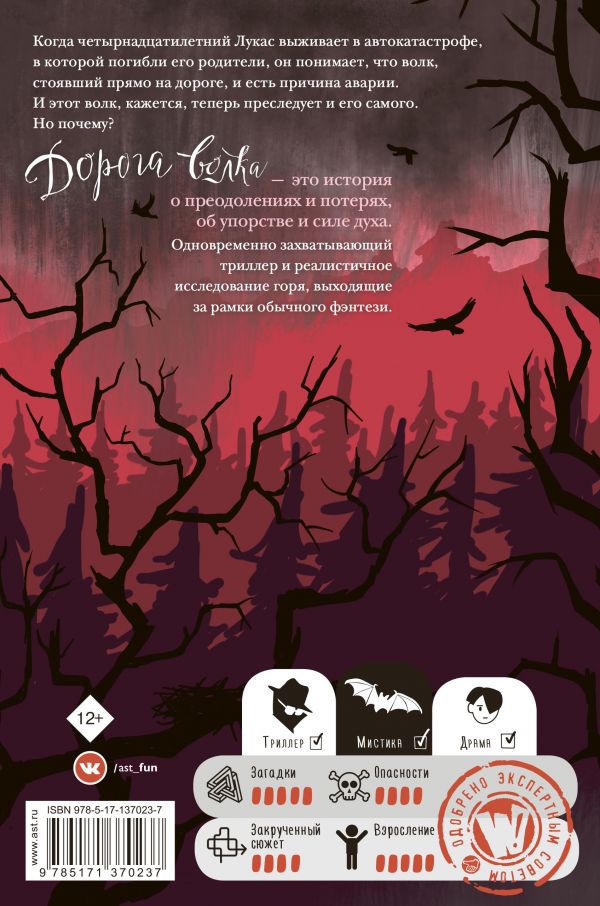 Когда четырнадцатилетний Лукас выживает в автокатастрофе,
в которой погибли его родители, он понимает, что волк,
стоявший прямо на дороге, и есть причина аварии.
И этот волк, кажется, теперь преследует и его самого.
Но почему?
Дорога волка
— это история
о преодолениях и потерях,
об упорстве и силе духа.
Одновременно захватывающий
триллер и реалистичное
исследование горя, выходящие
за рамки обычного фэнтези.
12+
/ast_fun
www.ast.ru
ISBN 978-5-17-137023-7
9 785171 370237
Триллер
Мистика
Драма
Загадки
Опасности
Закрученный
сюжет
Взросление
ОДОБРЕНО ЭКСПЕРТНЫМ СОВЕТОМ
W!